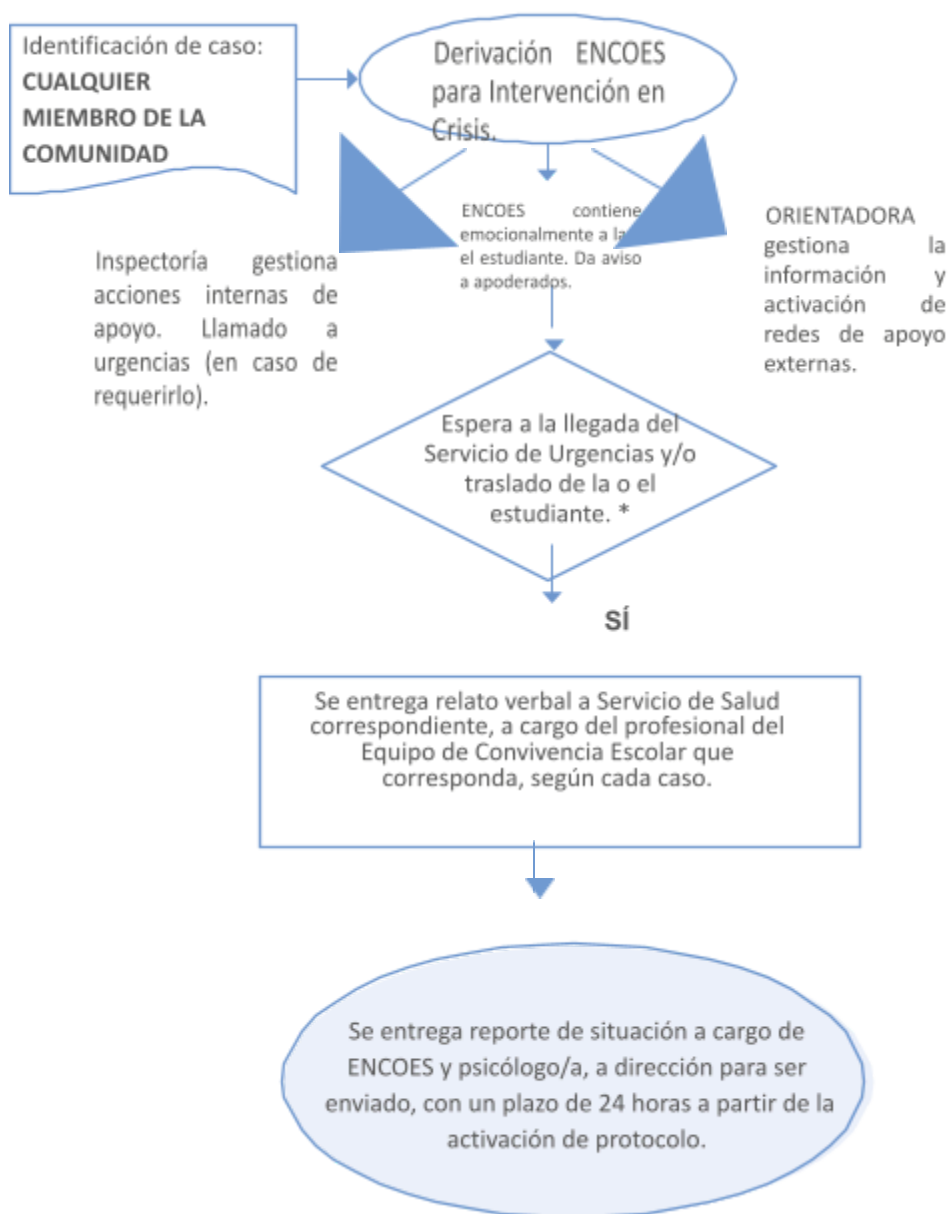 Identificación de caso:
CUALQUIER
MIEMBRO DE LA
COMUNIDAD
Derivación ENCOES
para Intervención en
Crisis.
Inspectoría gestiona
acciones internas de
apoyo. Llamado a
urgencias (en caso de
requerirlo).
ENCOES contiene
emocionalmente a la
el estudiante. Da aviso
a apoderados.
ORIENTADORA
gestiona la
información y
activación de
redes de apoyo
externas.
Espera a la llegada del
Servicio de Urgencias y/o
traslado de la o el
estudiante. *
SÍ
Se entrega relato verbal a Servicio de Salud
correspondiente, a cargo del profesional del
Equipo de Convivencia Escolar que
corresponda, según cada caso.
Se entrega reporte de situación a cargo de
ENCOES y psicólogo/a, a dirección para ser
enviado, con un plazo de 24 horas a partir de la
activación de protocolo.